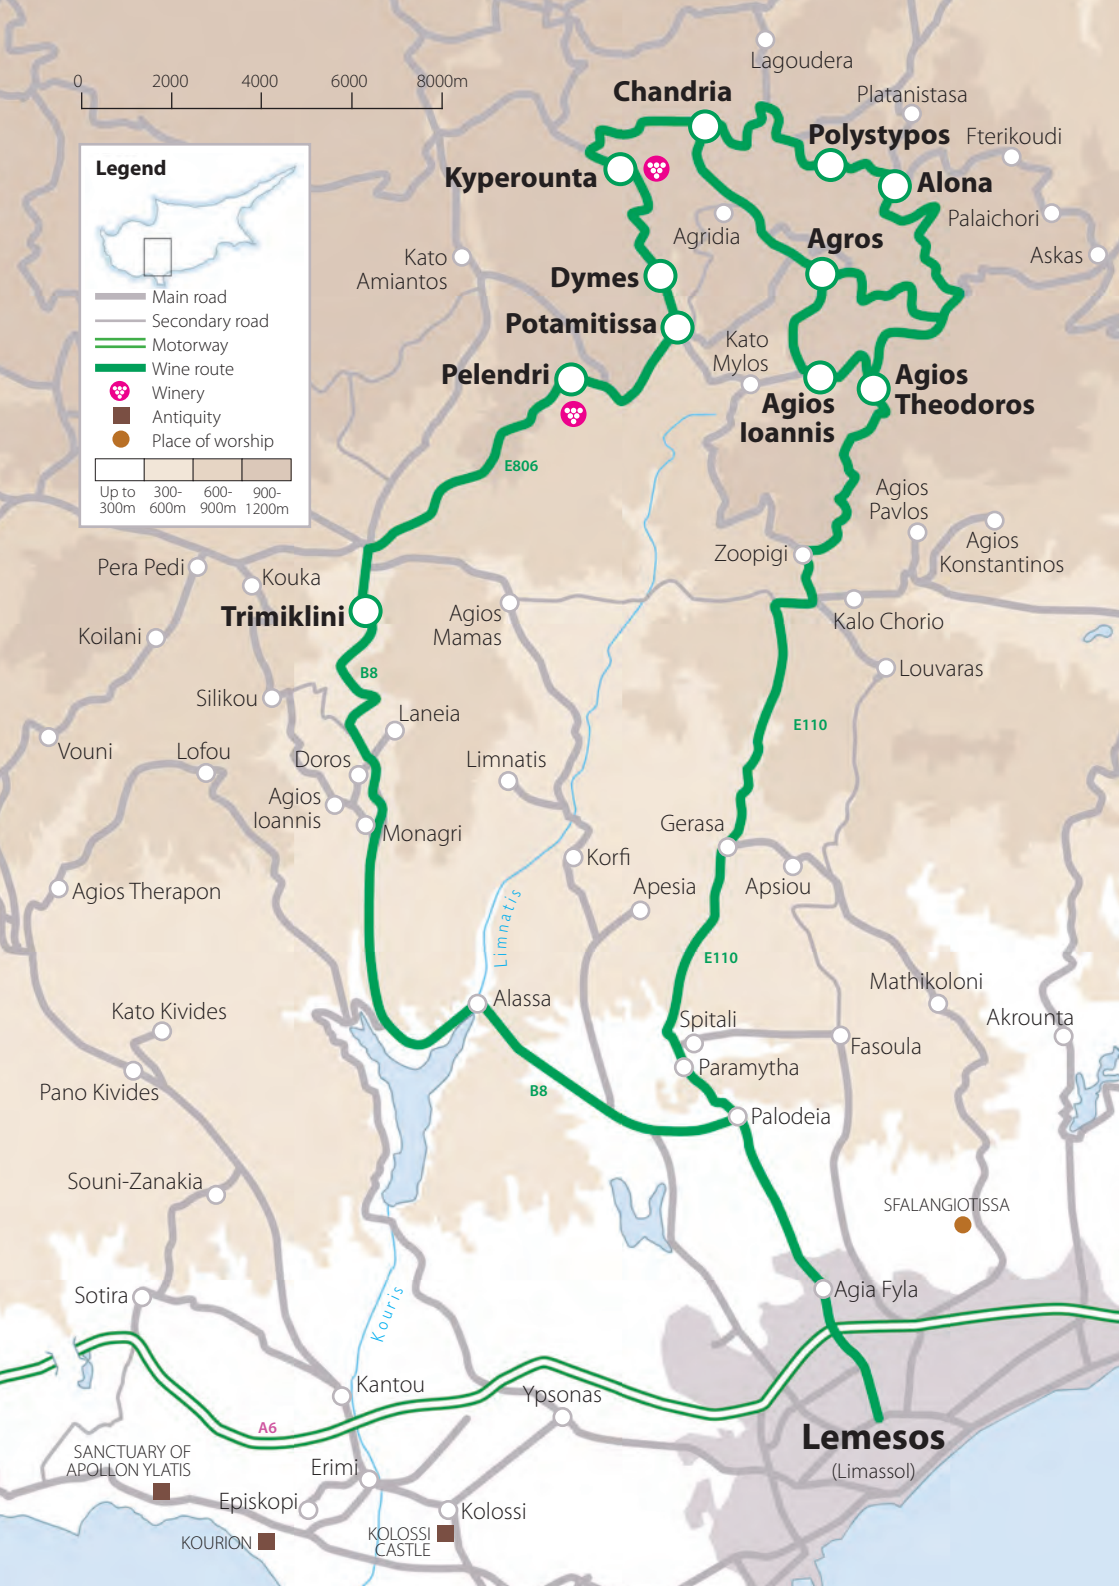 Lagoudera
0 2000 4000 6000 8000m
Chandria
Platanistasa
Polystypos
Fterikoudi
Legend
Kyperounta
Alona
Palaichori
Agridia
Agros
Askas
Kato
Amiantos
Dymes
Main road
Secondary road
Motorway
Wine route
Winery
Antiquity
Place of worship
Up to
300m
300-
600m
600-
900m
900-
1200m
Potamitissa
Kato
Mylos
Pelendri
Agios
Theodoros
Agios
Ioannis
E806
Agios
Pavlos
Agios
Konstantinos
Zoopigi
Pera Pedi
Kouka
Trimiklini
Agios
Mamas
Kalo Chorio
Koilani
Louvaras
B8
Silikou
Laneia
E110
Vouni
Lofou
Doros
Limnatis
Agios
Ioannis
Monagri
Gerasa
Korfi
Apesia
Apsiou
Agios Therapon
Limnatis
E110
Mathikoloni
Alassa
Kato Kivides
Spitali
Akrounta
Fasoula
Paramytha
Pano Kivides
B8
Palodeia
Souni-Zanakia
SFALANGIOTISSA
Sotira
Agia Fyla
Kouris
Kantou
Ypsonas
A6
Lemesos
(Limassol)
SANCTUARY OF
APOLLON YLATIS
Erimi
Episkopi
Kolossi
KOURION
KOLOSSI
CASTLE